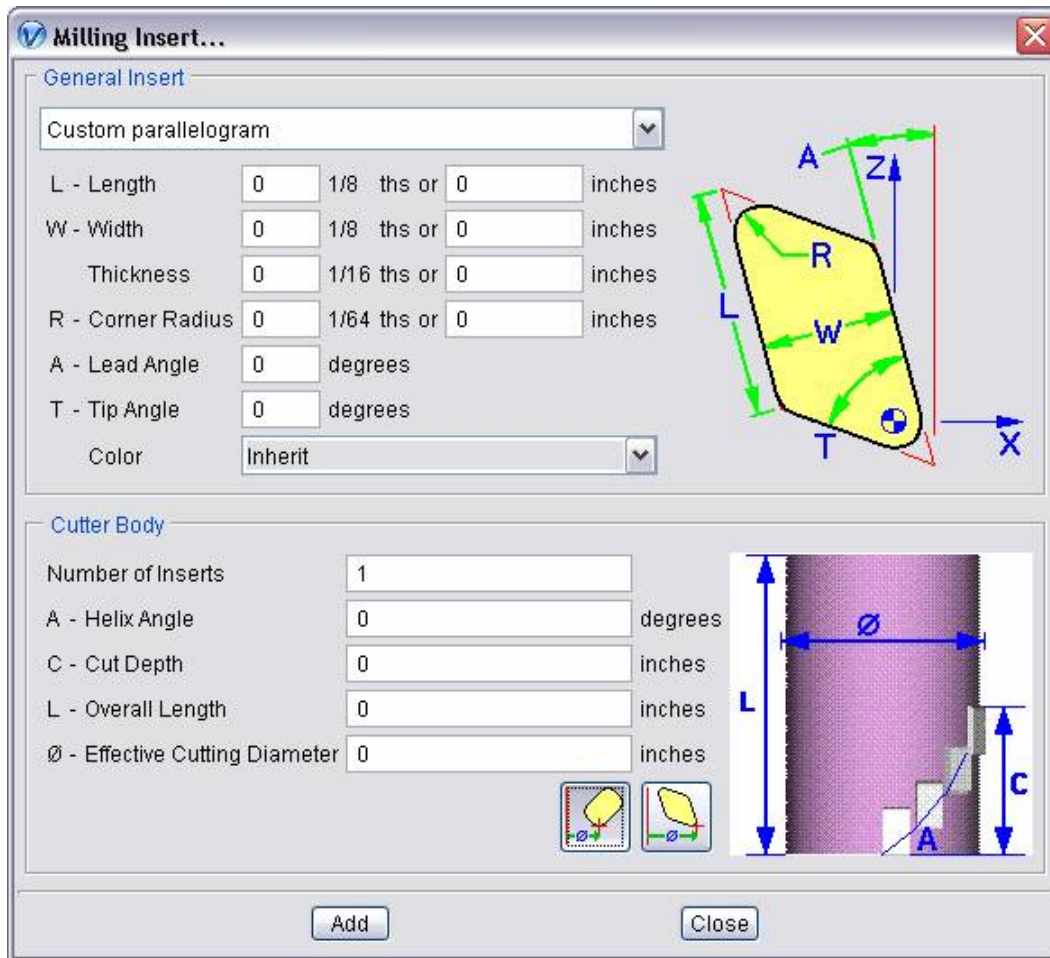 Milling Insert...
General Insert
Custom parallelogram
L - Length 0 1/8 ths or 0 inches
W - Width 0 1/8 ths or 0 inches
Thickness 0 1/16 ths or 0 inches
R - Corner Radius 0 1/64 ths or 0 inches
A - Lead Angle 0 degrees
T - Tip Angle 0 degrees
Color Inherit
A Z
R
L
W
T X
Cutter Body
Number of Inserts 1
A - Helix Angle 0 degrees
C - Cut Depth 0 inches
L - Overall Length 0 inches
Ø - Effective Cutting Diameter 0 inches
Ø Ø
Ø
L
C
A
Add Close